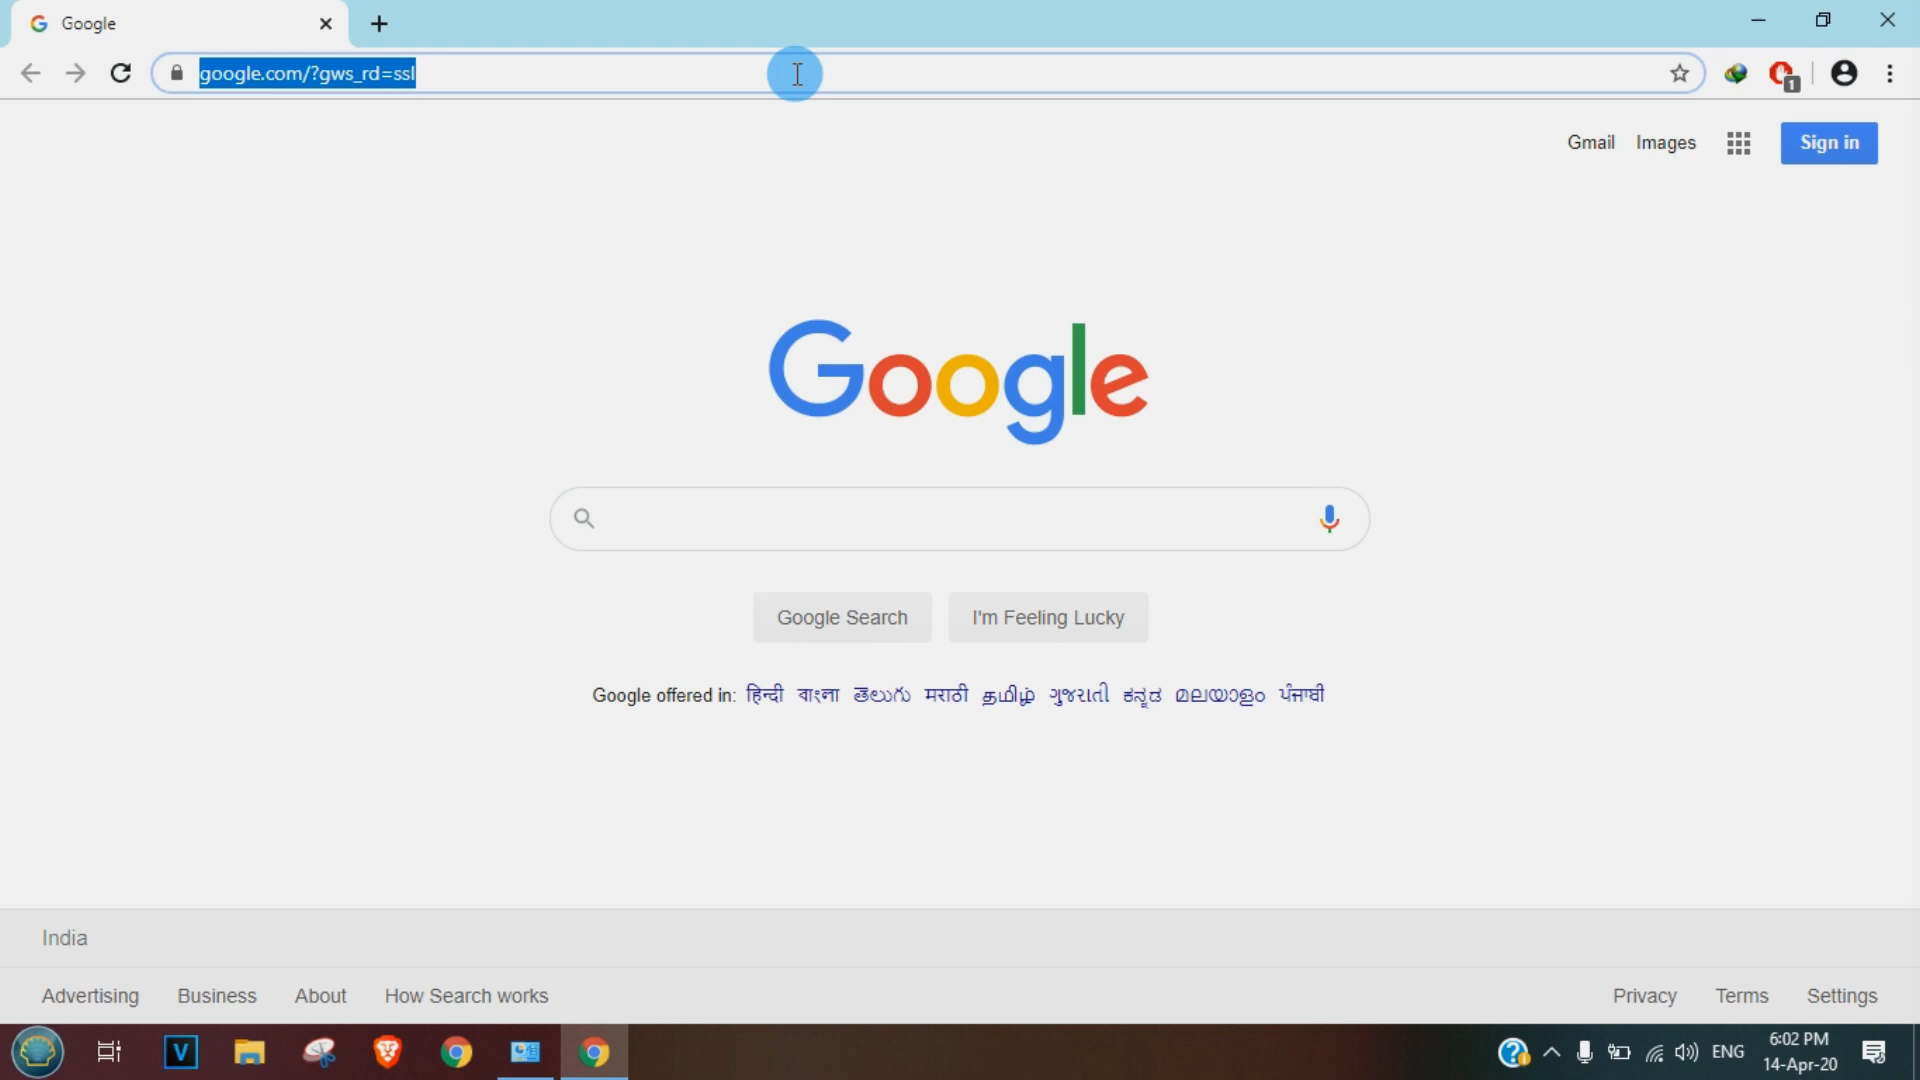 Google
google.com/?gws_rd=ssl
1
Gmail Images Sign in
Google
Google Search I'm Feeling Lucky
Google offered in: हिन्दी বাংলা తెలుగు मराठी தமிழ் ગુજરાતી ಕನ್ನಡ മലയാളം ਪੰਜਾਬੀ
India
Advertising Business About How Search works Privacy Terms Settings
V ENG 6:02 PM
14-Apr-20